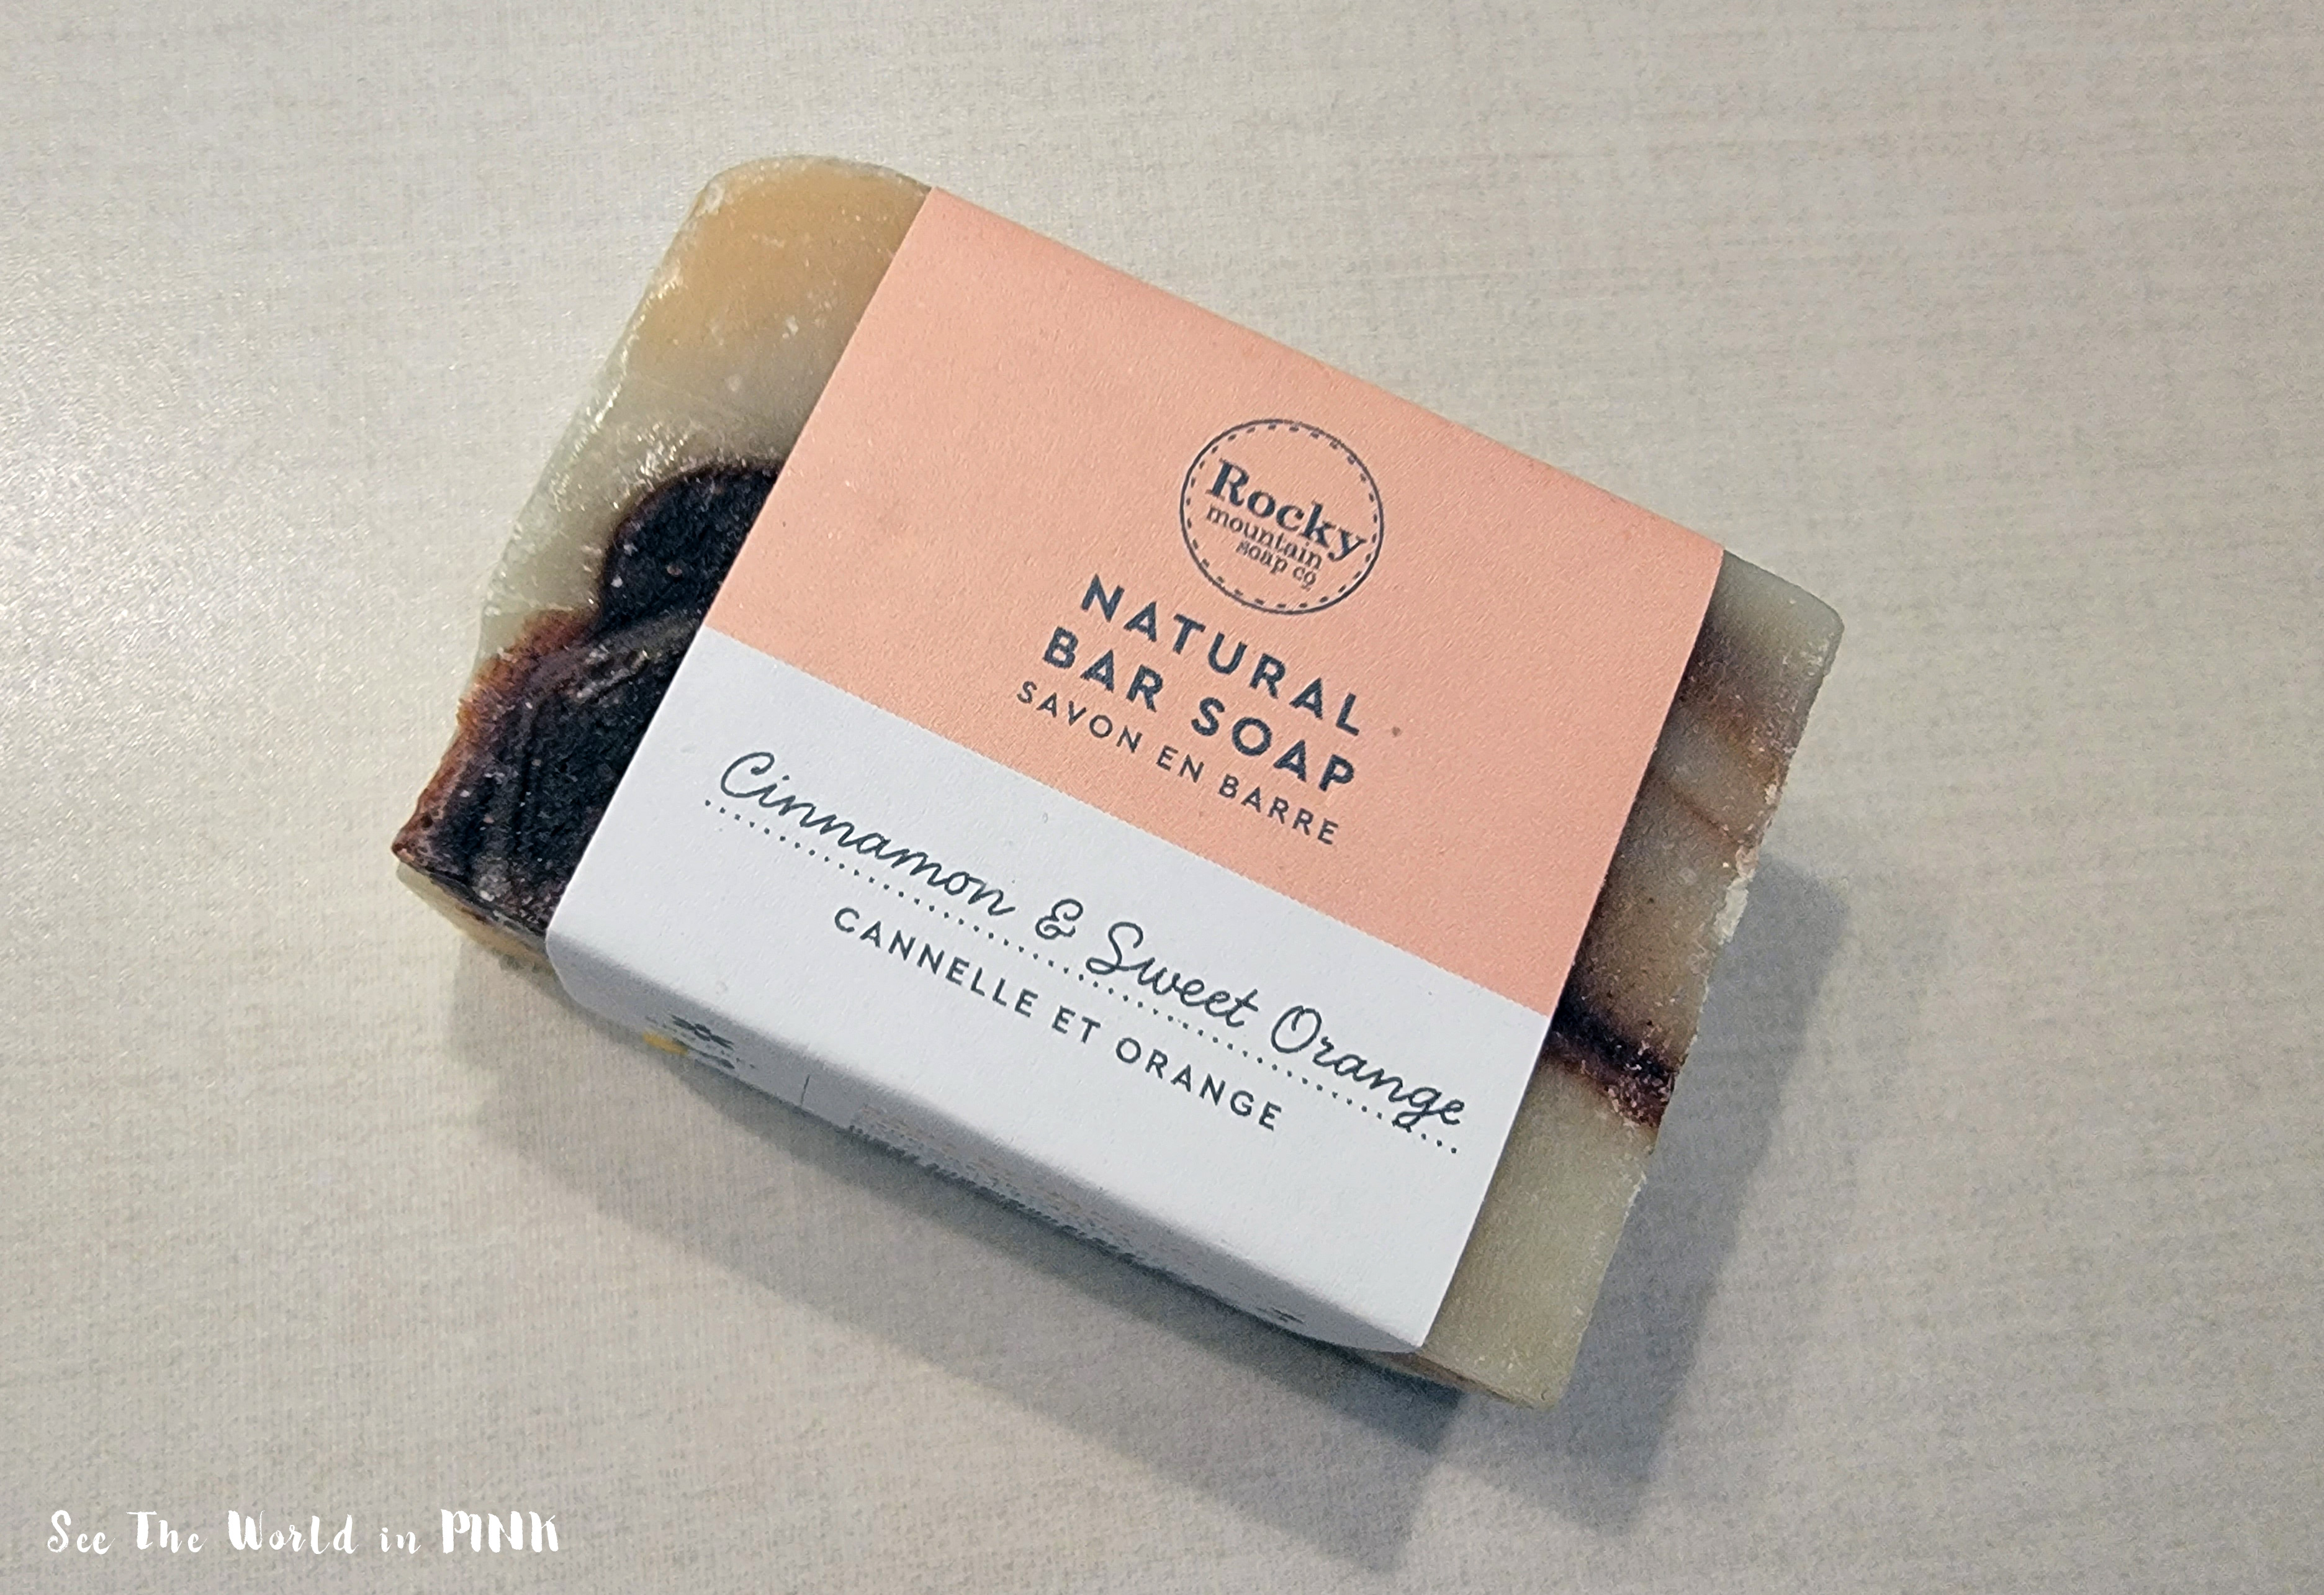 Rocky
mountain
soap co
NATURAL
BAR SOAP
SAVON EN BARRE
Cinnamon & Sweet Orange
CANNELLE ET ORANGE
See The World in PINK